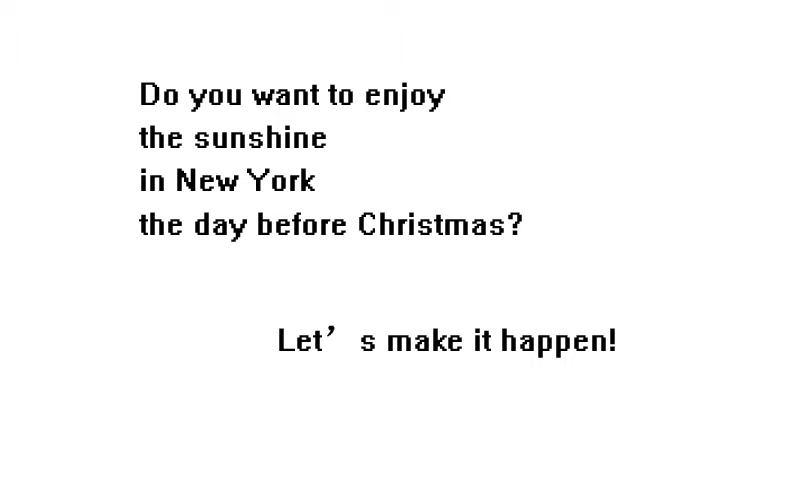 Do you want to enjoy
the sunshine
in New York
the day before Christmas?
Let’s make it happen!